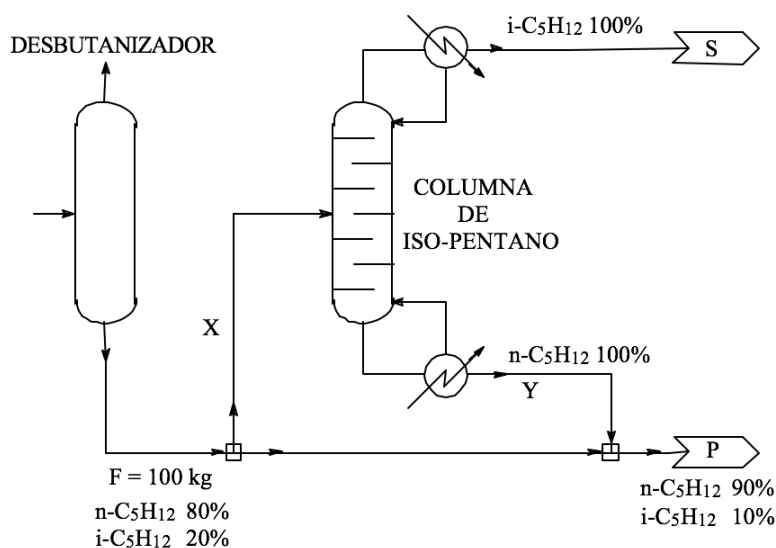 DESBUTANIZADOR
i-C5H12 100%
S
COLUMNA
DE
ISO-PENTANO
X
n-C5H12 100%
Y
F = 100 kg
n-C5H12 80%
i-C5H12 20%
P
n-C5H12 90%
i-C5H12 10%